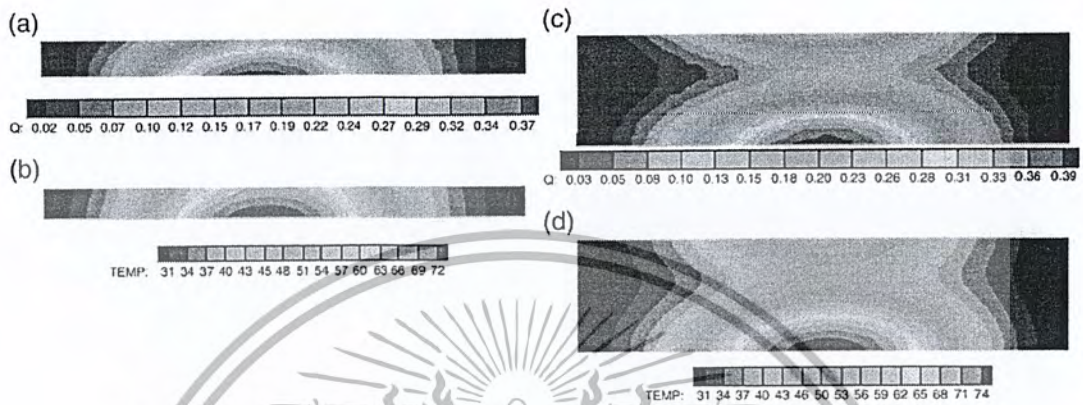 (a)
Q: 0.02 0.05 0.07 0.10 0.12 0.15 0.17 0.19 0.22 0.24 0.27 0.29 0.32 0.34 0.37
(b)
TEMP: 31 34 37 40 43 45 48 51 54 57 60 63 66 69 72
(c)
Q: 0.03 0.05 0.08 0.10 0.13 0.15 0.18 0.20 0.23 0.26 0.28 0.31 0.33 0.36 0.39
(d)
TEMP: 31 34 37 40 43 46 50 53 56 59 62 65 68 71 74